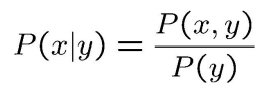 P(x|y) = P(x, y) / P(y)